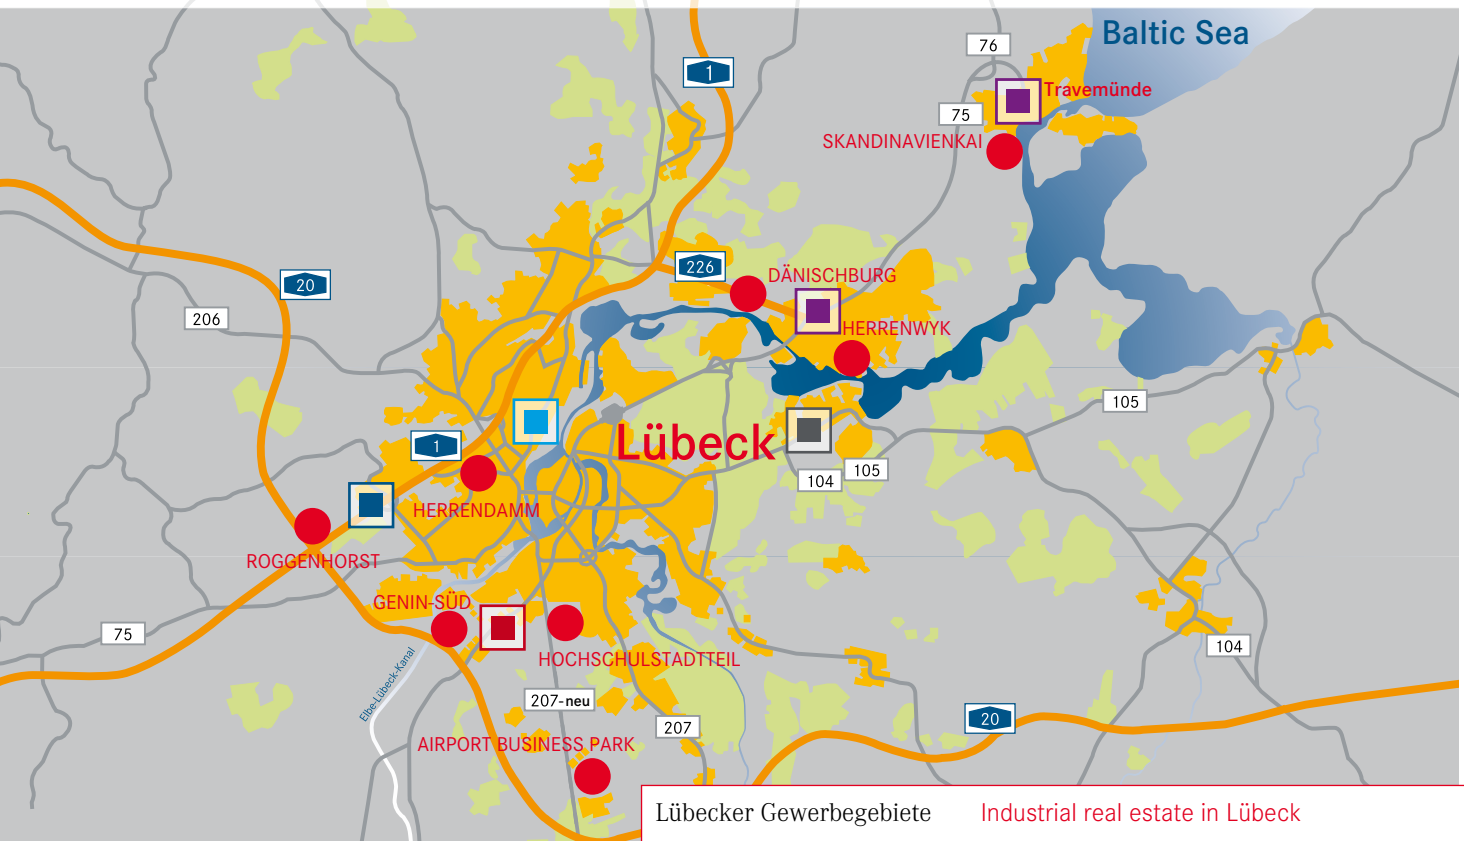 Baltic Sea
76
1
Travemünde
75
SKANDINAVIENKAI
226
DÄNISCHBURG
20
206
HERRENWYK
105
Lübeck
1
105
104
HERRENDAMM
ROGGENHORST
GENIN-SÜD
75
104
HOCHSCHULSTADTTEIL
Elbe-Lübeck-Kanal
207-neu
20
207
AIRPORT BUSINESS PARK
Lübecker Gewerbegebiete Industrial real estate in Lübeck